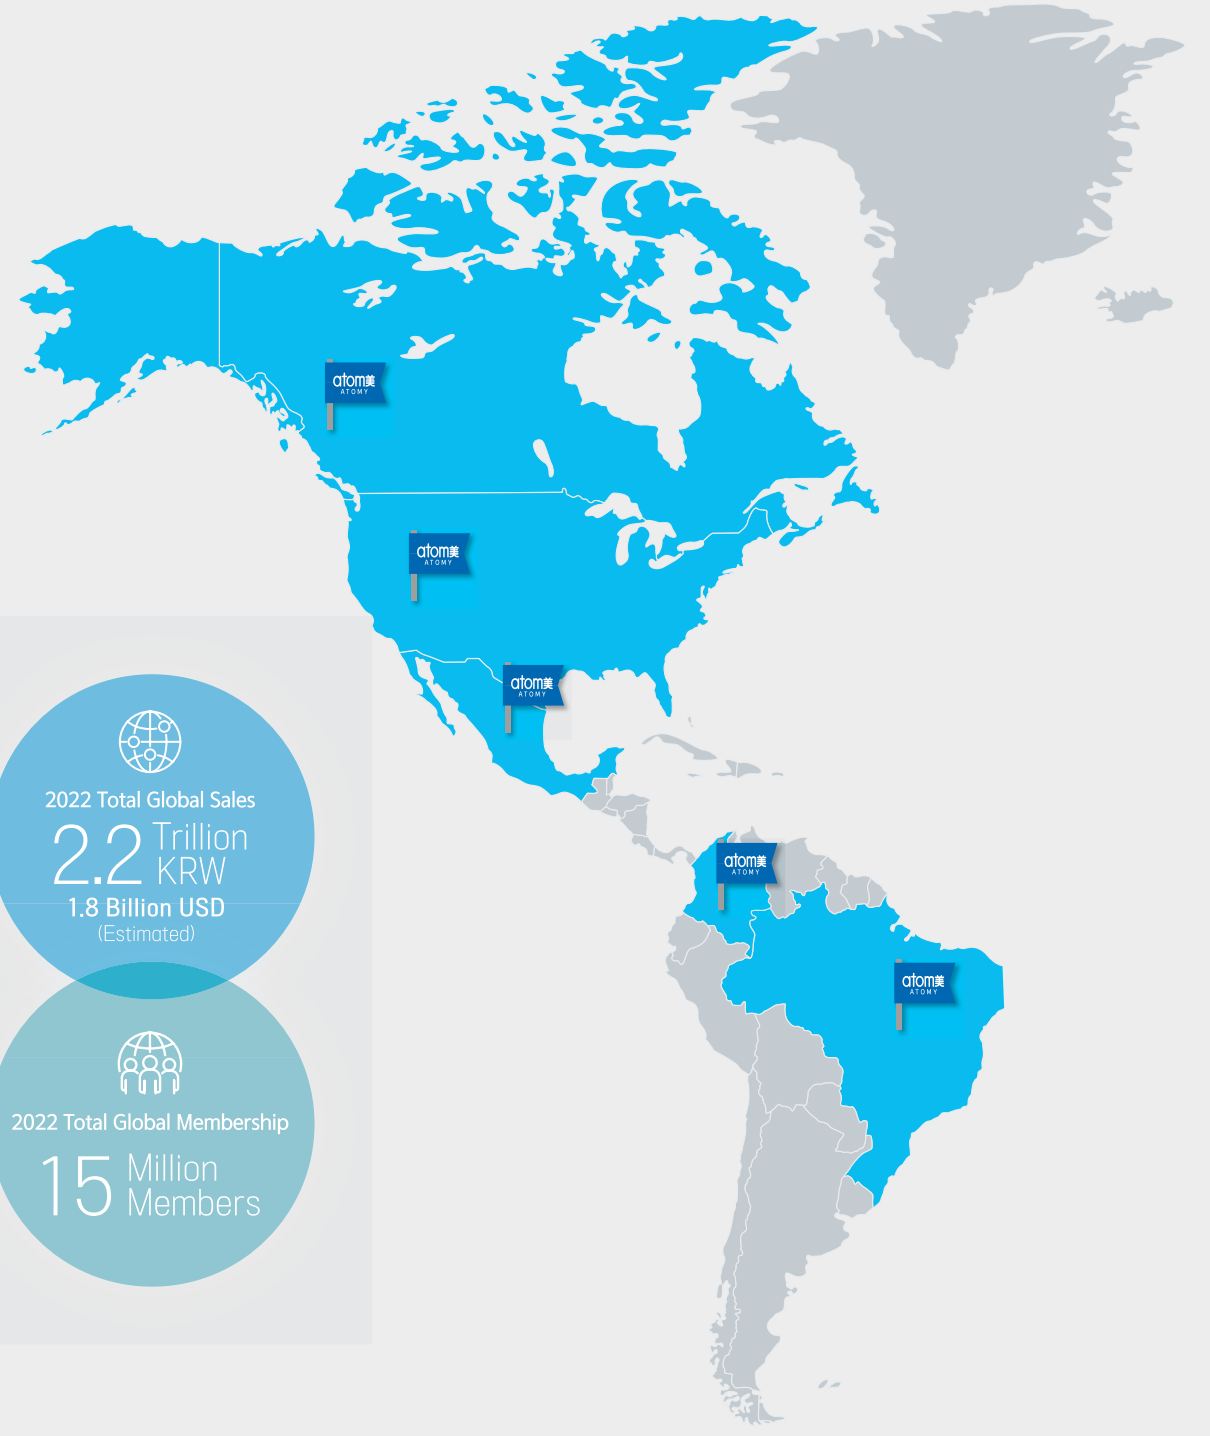 atom美
ATOMY
atom美
ATOMY
atom美
ATOMY
atom美
ATOMY
atom美
ATOMY
2022 Total Global Sales
2.2 Trillion
KRW
1.8 Billion USD
(Estimated)
2022 Total Global Membership
15 Million
Members